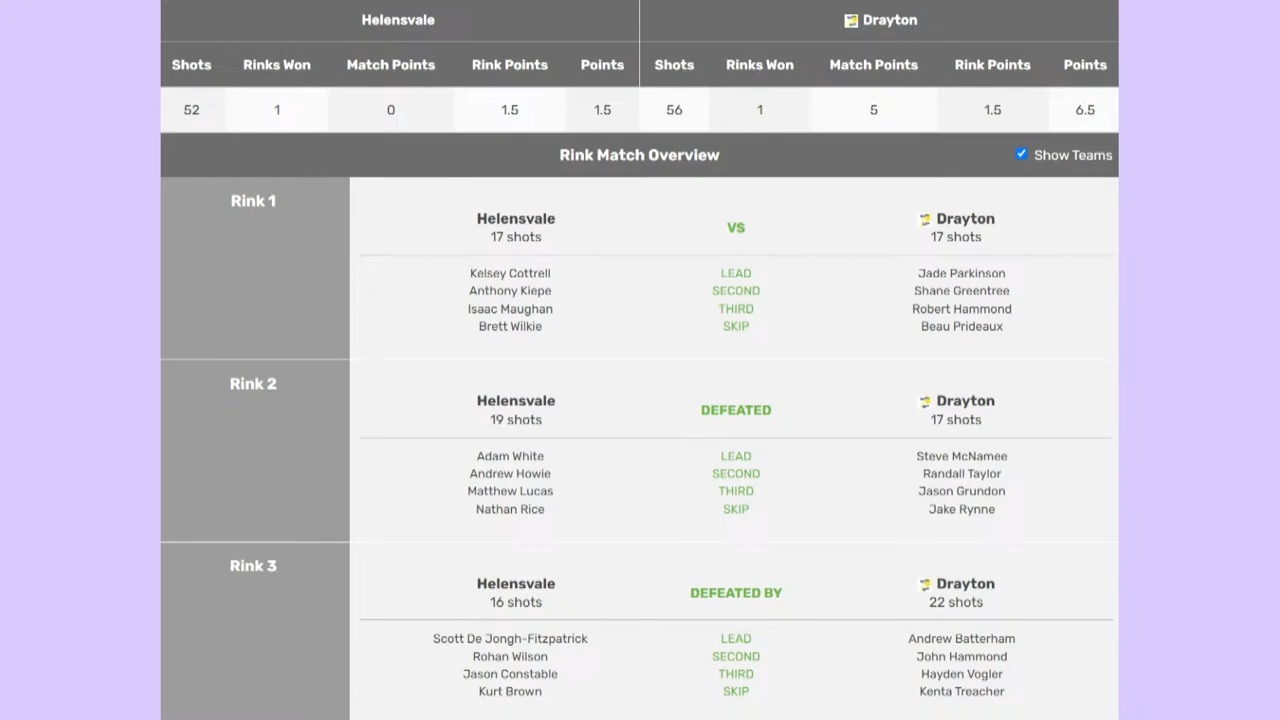 Helensvale Drayton
Shots Rinks Won Match Points Rink Points Points Shots Rinks Won Match Points Rink Points Points
52 1 0 1.5 1.5 56 1 5 1.5 6.5
Rink Match Overview Show Teams
Rink 1
Helensvale VS Drayton
17 shots 17 shots
Kelsey Cottrell LEAD Jade Parkinson
Anthony Kiepe SECOND Shane Greentree
Isaac Maughan THIRD Robert Hammond
Brett Wilkie SKIP Beau Prideaux
Rink 2
Helensvale DEFEATED Drayton
19 shots 17 shots
Adam White LEAD Steve McNamee
Andrew Howie SECOND Randall Taylor
Matthew Lucas THIRD Jason Grundon
Nathan Rice SKIP Jake Rynne
Rink 3
Helensvale DEFEATED BY Drayton
16 shots 22 shots
Scott De Jongh-Fitzpatrick LEAD Andrew Batterham
Rohan Wilson SECOND John Hammond
Jason Constable THIRD Hayden Vogler
Kurt Brown SKIP Kenta Treacher